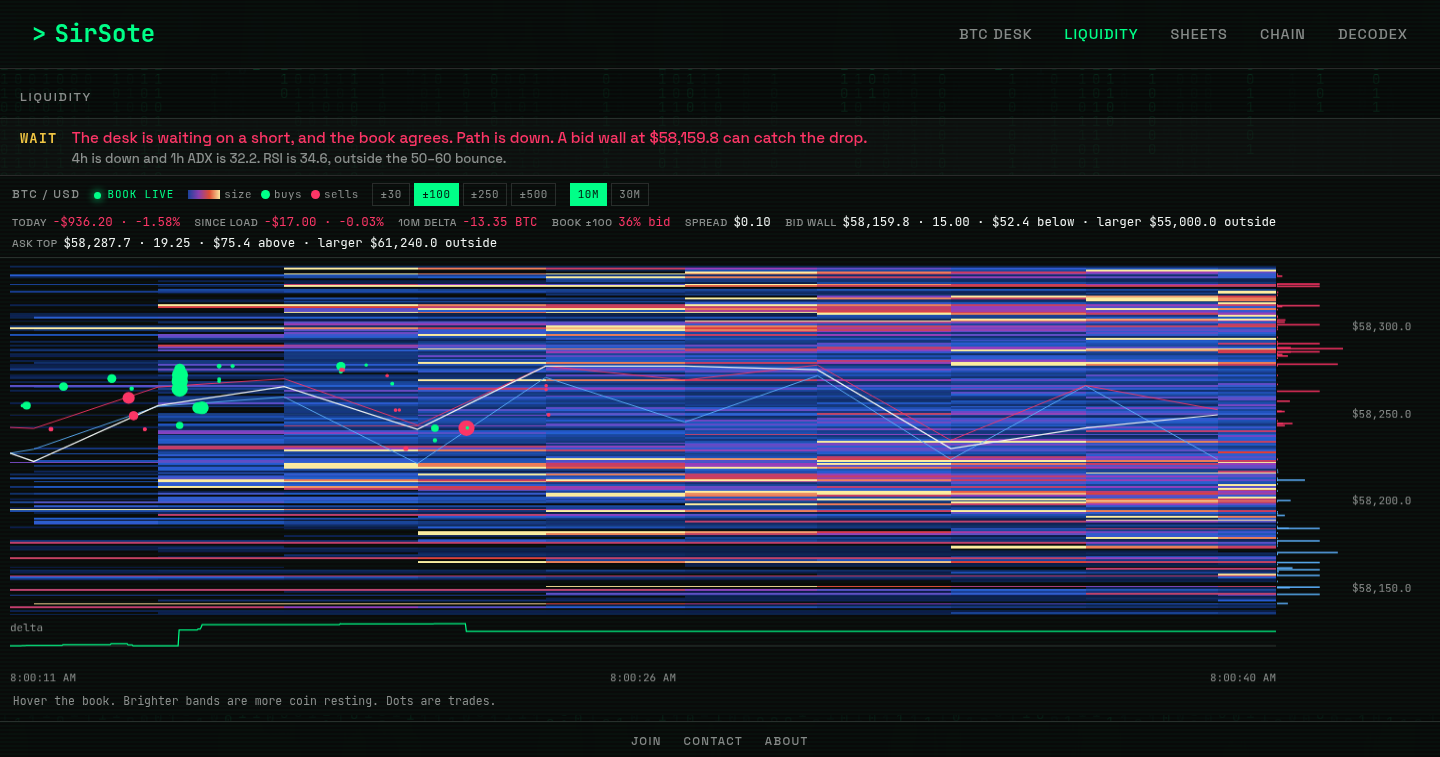 > SirSote
BTC DESK LIQUIDITY SHEETS CHAIN DECODEX
LIQUIDITY
WAIT The desk is waiting on a short, and the book agrees. Path is down. A bid wall at $58,159.8 can catch the drop.
4h is down and 1h ADX is 32.2. RSI is 34.6, outside the 50–60 bounce.
BTC / USD BOOK LIVE size buys sells ±30 ±100 ±250 ±500 10M 30M
TODAY -$936.20 · -1.58% SINCE LOAD -$17.00 · -0.03% 10M DELTA -13.35 BTC BOOK ±100 36% bid SPREAD $0.10 BID WALL $58,159.8 · 15.00 · $52.4 below · larger $55,000.0 outside
ASK TOP $58,287.7 · 19.25 · $75.4 above · larger $61,240.0 outside
$58,300.0
$58,250.0
$58,200.0
$58,150.0
delta
8:00:11 AM 8:00:26 AM 8:00:40 AM
Hover the book. Brighter bands are more coin resting. Dots are trades.
JOIN CONTACT ABOUT